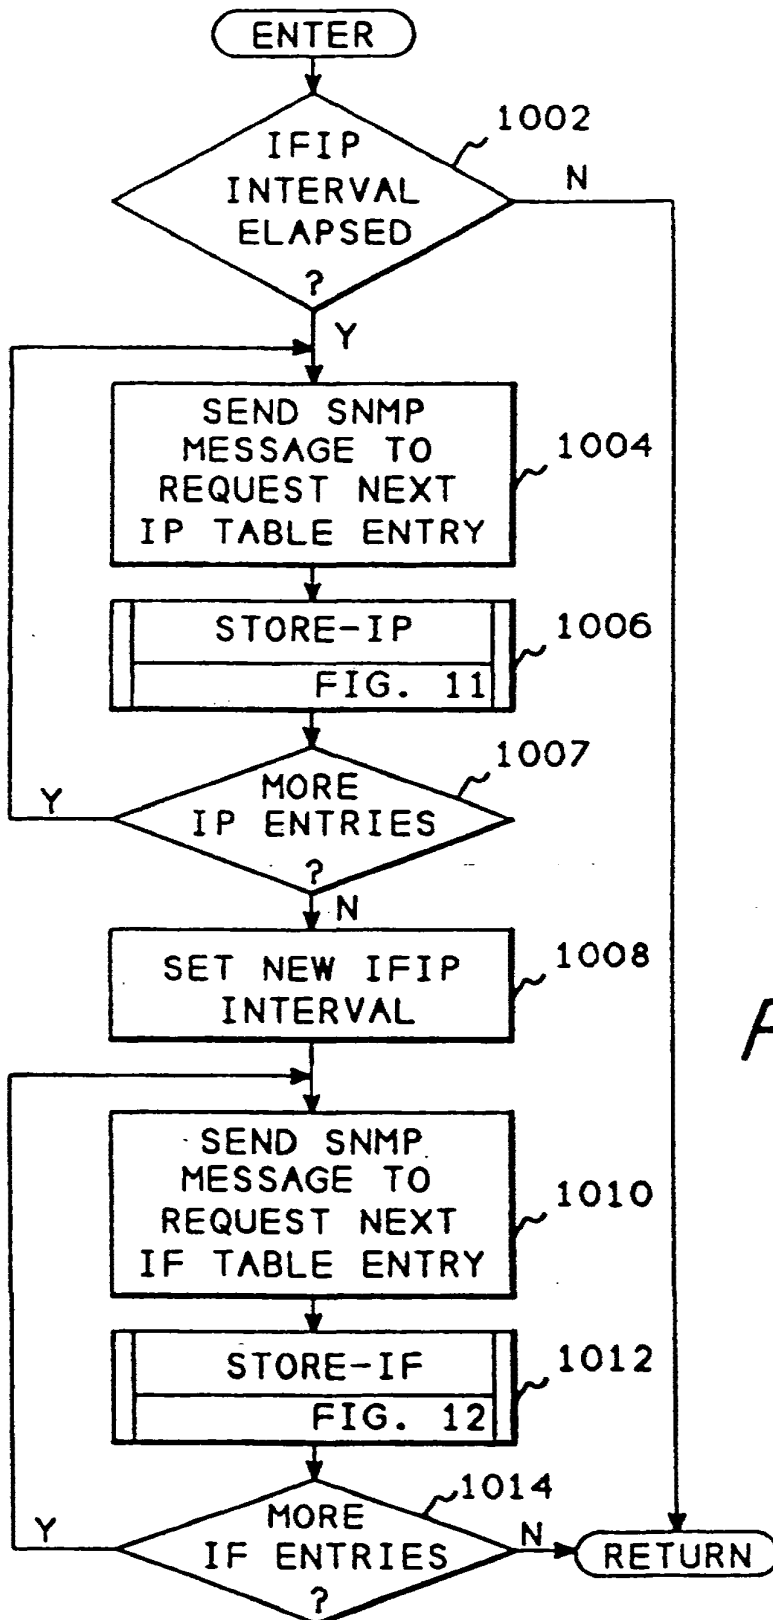 ENTER
1002
IFIP
INTERVAL
ELAPSED
?
N
Y
SEND SNMP
MESSAGE TO
REQUEST NEXT
IP TABLE ENTRY
1004
STORE-IP
FIG. 11
1006
1007
MORE
IP ENTRIES
?
Y
N
SET NEW IFIP
INTERVAL
1008
SEND SNMP
MESSAGE TO
REQUEST NEXT
IF TABLE ENTRY
1010
STORE-IF
FIG. 12
1012
1014
MORE
IF ENTRIES
?
Y
N
RETURN